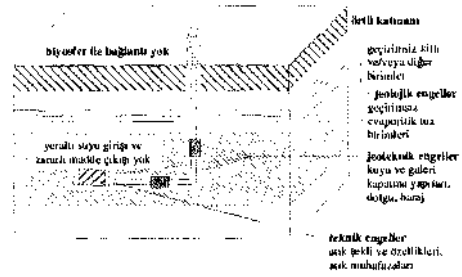 biyosfer ile bağlantı yok
örtü katmanı
geçirimsiz killi
ve/veya diğer
birimler
jeolojik engeller
geçirimsiz
evaporitik tuz
birimleri
yeraltı suyu girişi ve
zararlı madde çıkışı yok
jeoteknik engeller
kuyu ve galeri
kapatma yapıları,
dolgu, baraj
teknik engeller
atık şekli ve özellikleri,
atık muhafazaları